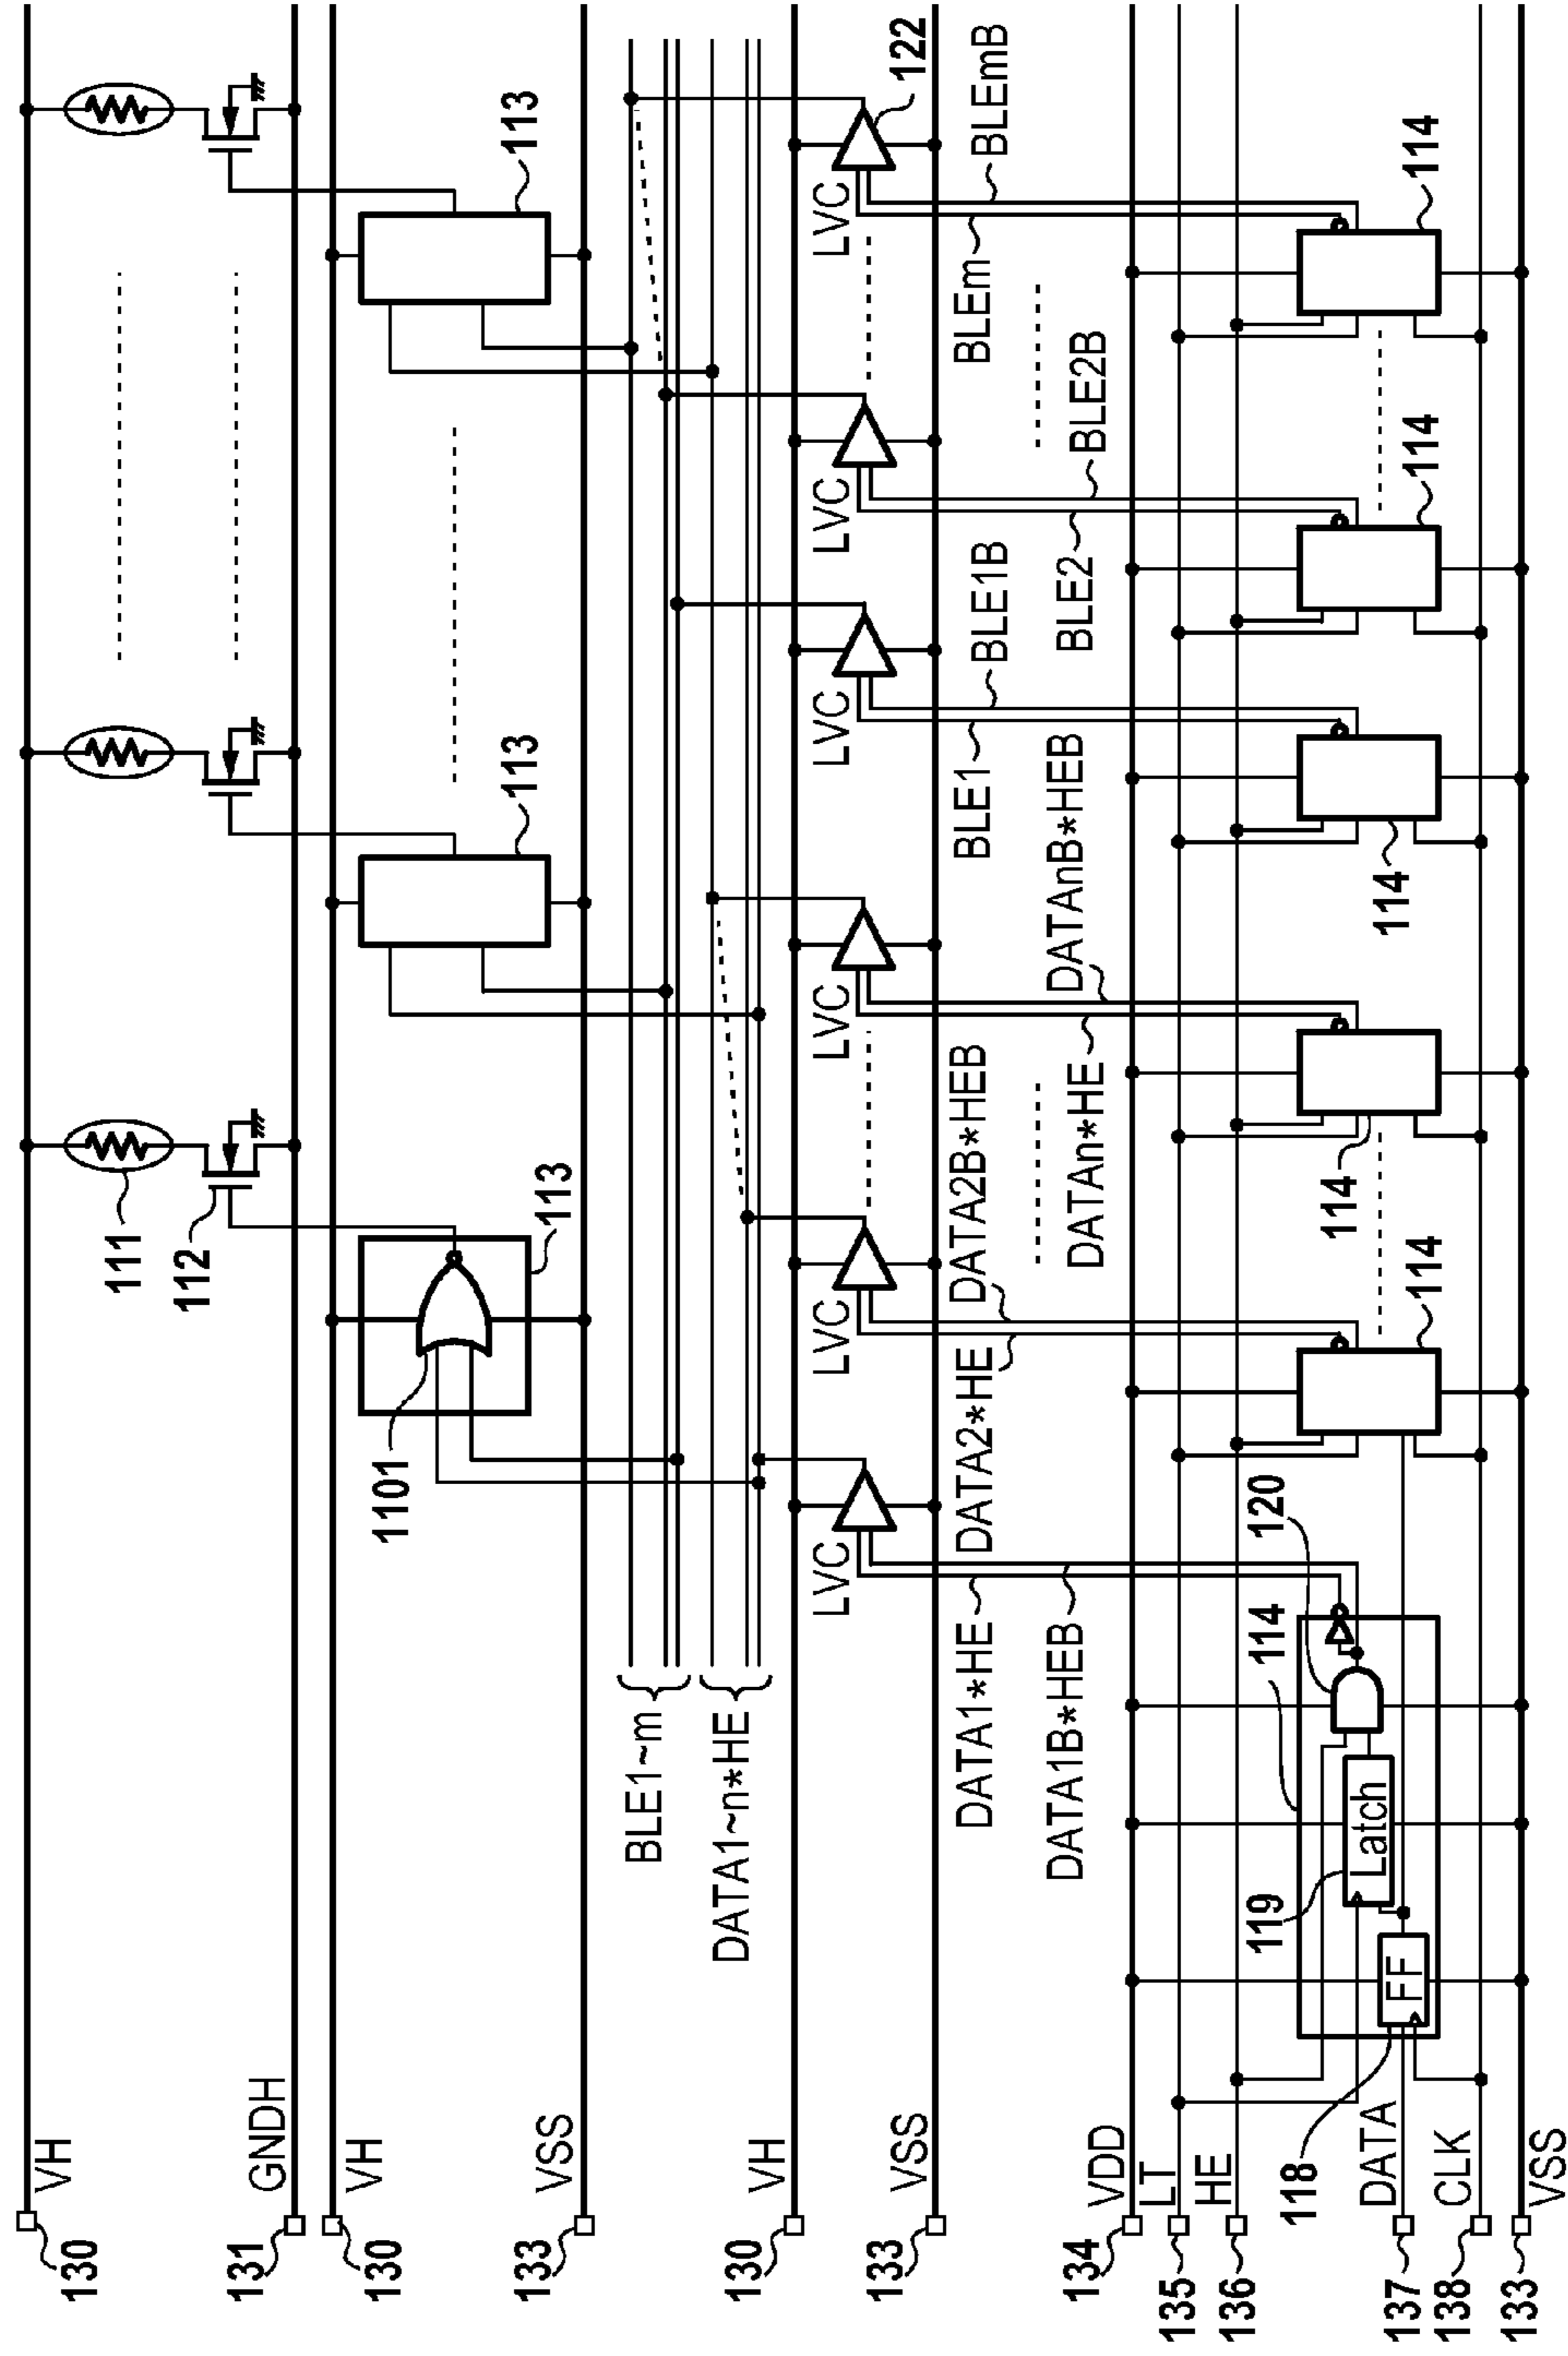 VH
130
111
112
GNDH
131
VH
130
113
113
113
1101
VSS
133
BLE1~m
DATA1~n*HE
VH
130
LVC
LVC
LVC
LVC
LVC
LVC
122
VSS
133
DATA1*HE
DATA1B*HEB
DATA2*HE
DATA2B*HEB
DATAn*HE
DATAnB*HEB
BLE1
BLE1B
BLE2
BLE2B
BLEm
BLEmB
VDD
134
LT
135
HE
136
114
120
119
Latch
FF
118
114
114
114
114
114
DATA
137
CLK
138
VSS
133